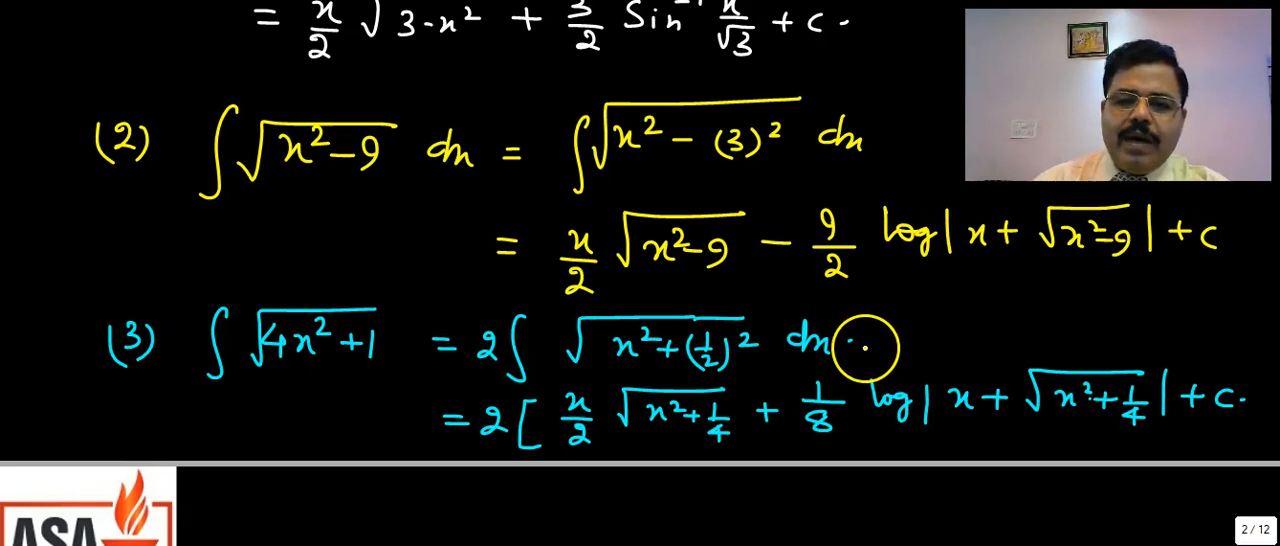 = x/2 √(3-x²) + 3/2 Sin⁻¹ x/√3 + c.
(2) ∫√(x²-9) dx = ∫√(x² - (3)²) dx
= x/2 √(x²-9) - 9/2 log| x + √(x²-9) | + c
(3) ∫ √(4x²+1) = 2∫ √(x²+(1/2)²) dx
= 2[ x/2 √(x²+1/4) + 1/8 log| x + √(x²+1/4) | + c.
ASA
2 / 12